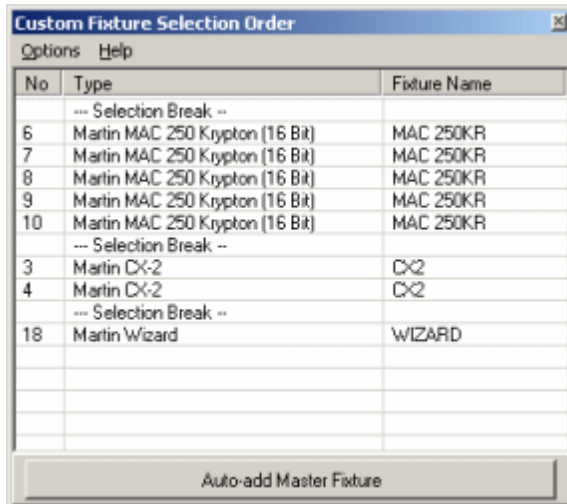 Custom Fixture Selection Order
Options Help
No Type Fixture Name
--- Selection Break --
6 Martin MAC 250 Krypton (16 Bit) MAC 250KR
7 Martin MAC 250 Krypton (16 Bit) MAC 250KR
8 Martin MAC 250 Krypton (16 Bit) MAC 250KR
9 Martin MAC 250 Krypton (16 Bit) MAC 250KR
10 Martin MAC 250 Krypton (16 Bit) MAC 250KR
--- Selection Break --
3 Martin CX-2 CX2
4 Martin CX-2 CX2
--- Selection Break --
18 Martin Wizard WIZARD
Auto-add Master Fixture